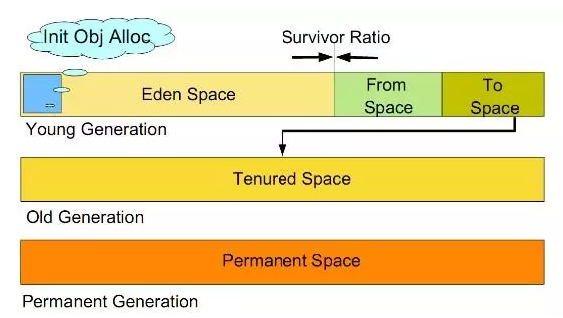 Init Obj Alloc
Survivor Ratio
Eden Space
From
Space
To
Space
Young Generation
Tenured Space
Old Generation
Permanent Space
Permanent Generation